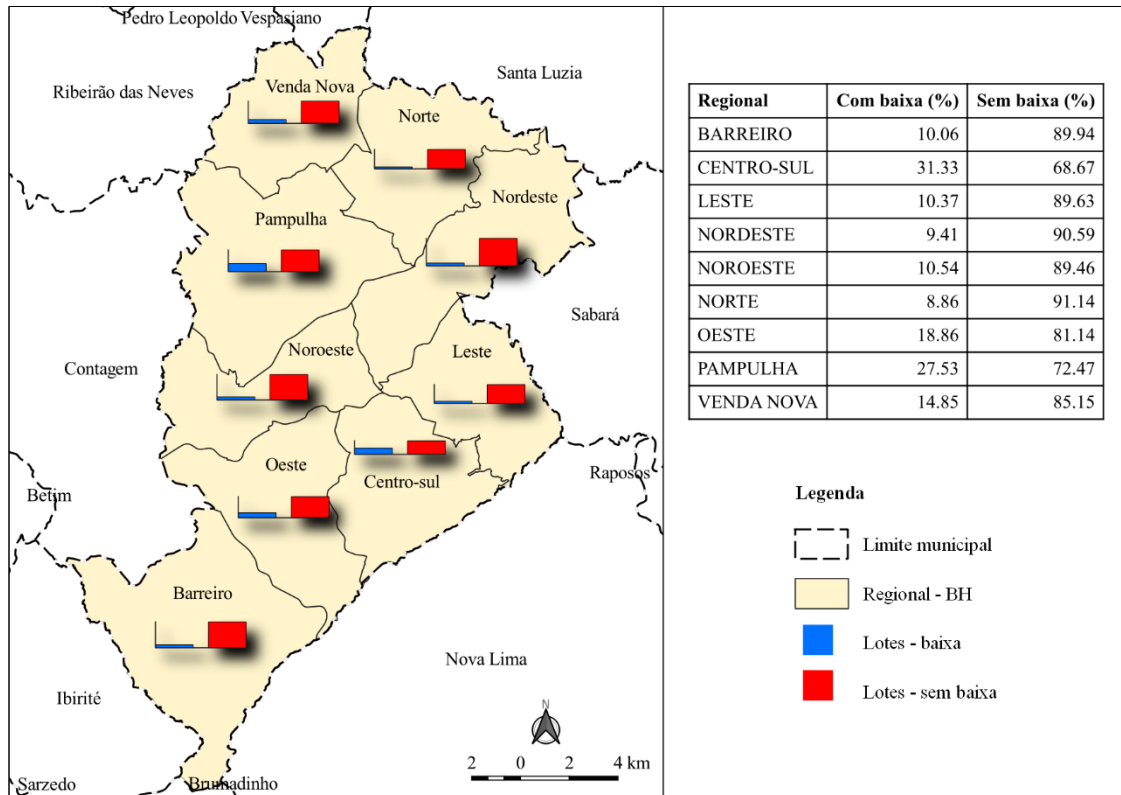 Pedro Leopoldo Vespasiano
Ribeirão das Neves
Santa Luzia
Venda Nova
Norte
Nordeste
Pampulha
Sabará
Contagem
Noroeste
Leste
Oeste
Centro-sul
Raposos
Betim
Barreiro
Nova Lima
Ibirité
Sarzedo
Brumadinho
N
2 0 2 4 km
Regional Com baixa (%) Sem baixa (%)
BARREIRO 10.06 89.94
CENTRO-SUL 31.33 68.67
LESTE 10.37 89.63
NORDESTE 9.41 90.59
NOROESTE 10.54 89.46
NORTE 8.86 91.14
OESTE 18.86 81.14
PAMPULHA 27.53 72.47
VENDA NOVA 14.85 85.15
Legenda
Limite municipal
Regional - BH
Lotes - baixa
Lotes - sem baixa